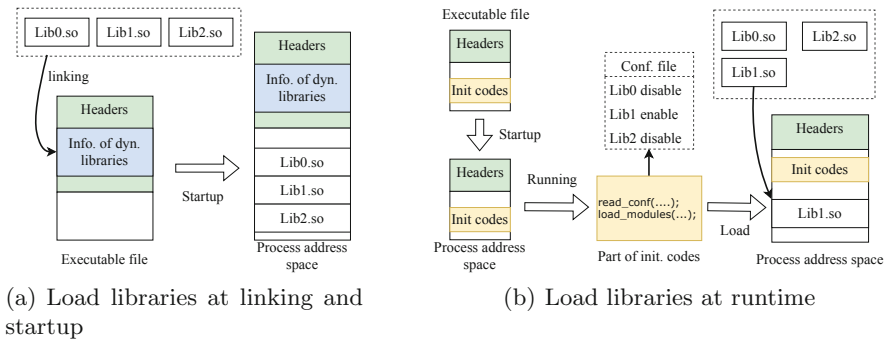 Lib0.so Lib1.so Lib2.so
linking
Headers
Info. of dyn.
libraries
Executable file
Startup
Headers
Info. of dyn.
libraries
Lib0.so
Lib1.so
Lib2.so
Process address
space
(a) Load libraries at linking and
startup
Executable file
Headers
Init codes
Startup
Headers
Init codes
Process address
space
Running
Conf. file
Lib0 disable
Lib1 enable
Lib2 disable
read_conf(....);
load_modules(...);
Part of init. codes
Load
Lib0.so Lib2.so
Lib1.so
Headers
Init codes
Lib1.so
Process address space
(b) Load libraries at runtime